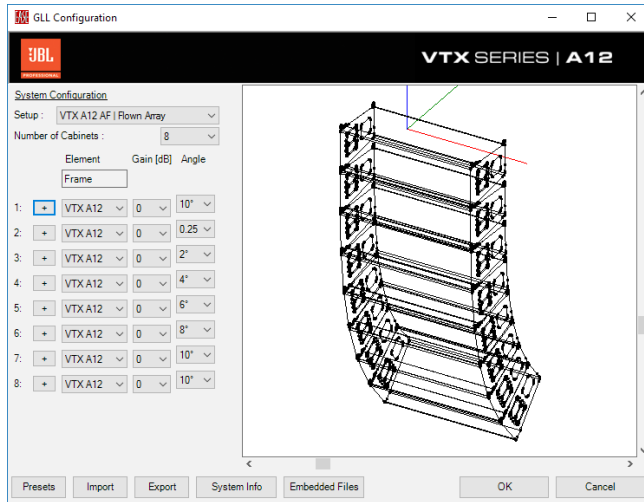 EASE GLL Configuration
JBL
PROFESSIONAL
VTX SERIES | A12
System Configuration
Setup : VTX A12 AF | Flown Array
Number of Cabinets : 8
Element Gain [dB] Angle
Frame
1: + VTX A12 0 10°
2: + VTX A12 0 0.25
3: + VTX A12 0 2°
4: + VTX A12 0 4°
5: + VTX A12 0 6°
6: + VTX A12 0 8°
7: + VTX A12 0 10°
8: + VTX A12 0 10°
Presets Import Export System Info Embedded Files OK Cancel